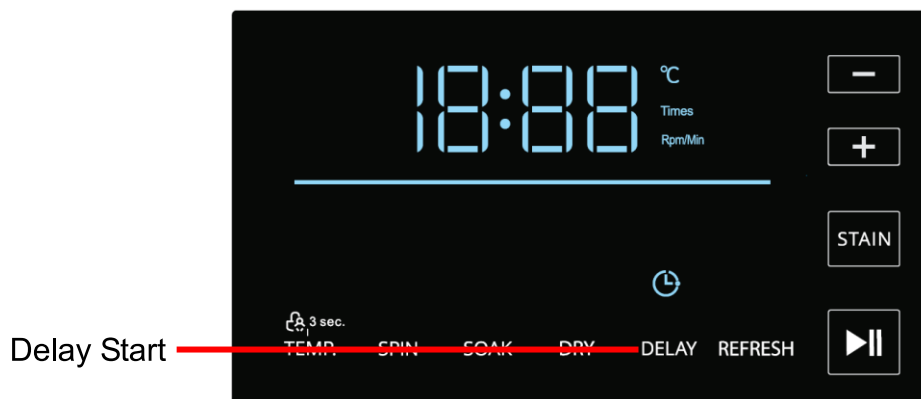 18:88
℃
Times
Rpm/Min
STAIN
3 sec.
Delay Start
TEMP. SPIN SOAK DRY DELAY REFRESH